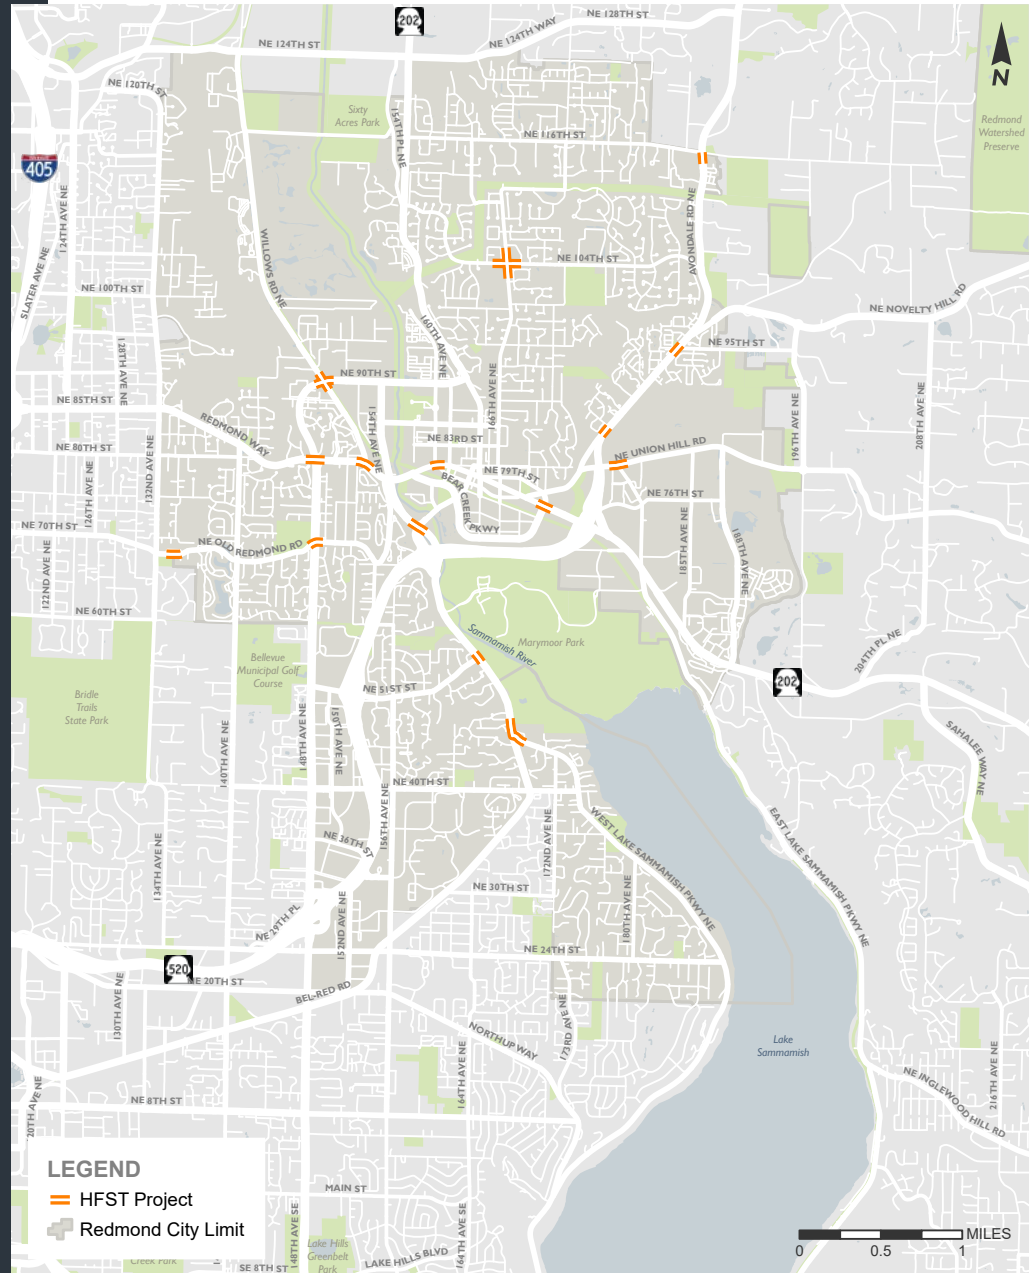 202
NE 128TH ST
NE 124TH WAY
NE 124TH ST
N
NE 120TH ST
Sixty
Acres Park
154TH PL NE
Redmond
Watershed
Preserve
NE 116TH ST
405
124TH AVE NE
AVONDALE RD NE
WILLOWS RD NE
SLATER AVE NE
NE 104TH ST
NE 100TH ST
NE NOVELTY HILL RD
160TH AVE NE
128TH AVE NE
NE 95TH ST
NE 90TH ST
166TH AVE NE
NE 85TH ST
REDMOND WAY
154TH AVE NE
196TH AVE NE
208TH AVE NE
NE 83RD ST
NE UNION HILL RD
NE 80TH ST
132ND AVE NE
126TH AVE NE
NE 79TH ST
BEAR CREEK PKWY
NE 76TH ST
NE 70TH ST
NE OLD REDMOND RD
185TH AVE NE
188TH AVE NE
122ND AVE NE
NE 60TH ST
Sammamish River
Marymoor Park
204TH PL NE
Bellevue
Municipal Golf
Course
Bridle
Trails
State Park
NE 51ST ST
202
148TH AVE NE
150TH AVE NE
140TH AVE NE
SAHALEE WAY NE
NE 40TH ST
156TH AVE NE
WEST LAKE SAMMAMISH PKWY NE
EAST LAKE SAMMAMISH PKWY NE
NE 36TH ST
172ND AVE NE
134TH AVE NE
NE 30TH ST
180TH AVE NE
NE 29TH PL
152ND AVE NE
NE 24TH ST
520
NE 20TH ST
BEL-RED RD
130TH AVE NE
173RD AVE NE
NORTHUP WAY
Lake
Sammamish
164TH AVE NE
NE INGLEWOOD HILL RD
216TH AVE NE
120TH AVE NE
NE 8TH ST
LEGEND
HFST Project
Redmond City Limit
MAIN ST
148TH AVE SE
164TH AVE SE
Lake Hills
Greenbelt
Park
LAKE HILLS BLVD
Creek Park
SE 8TH ST
MILES
0 0.5 1